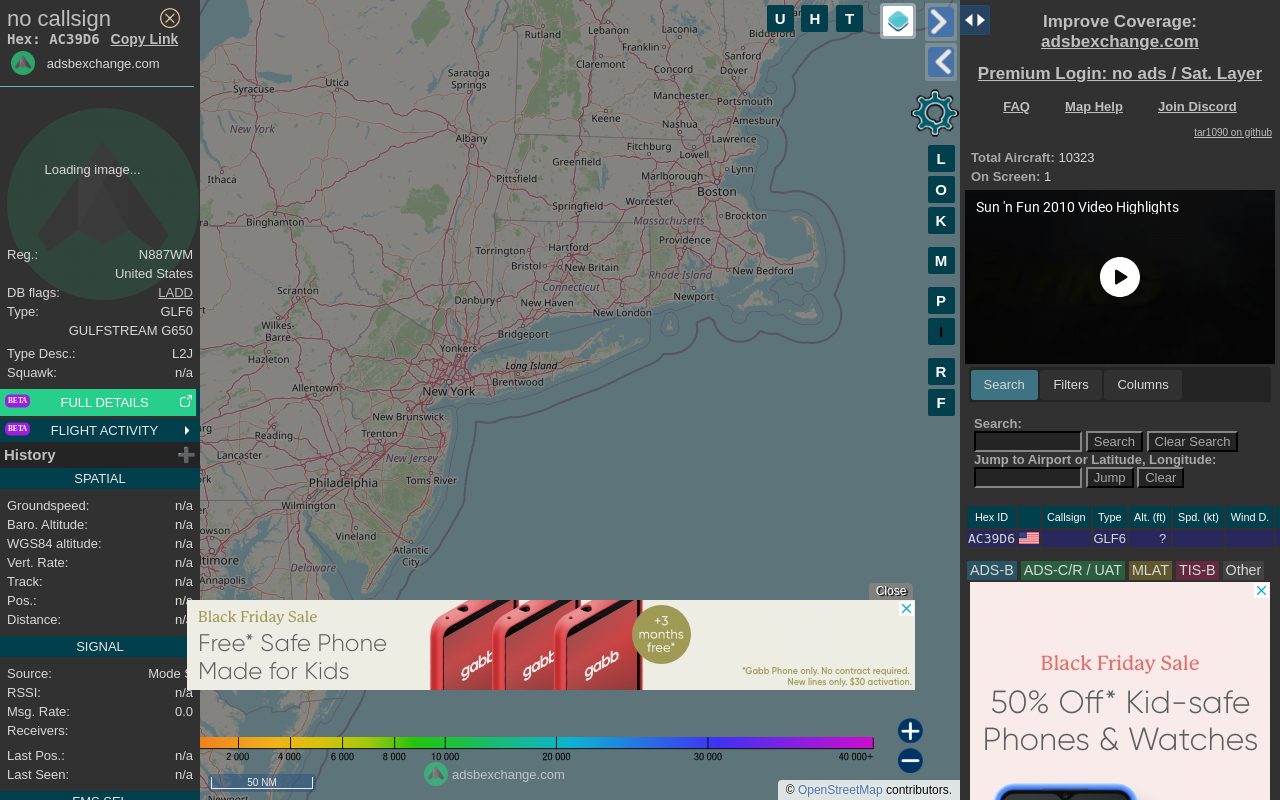 no callsign
Hex: AC39D6 Copy Link
adsbexchange.com
Loading image...
Reg.: N887WM
United States
DB flags: LADD
Type: GLF6
GULFSTREAM G650
Type Desc.: L2J
Squawk: n/a
BETA FULL DETAILS
BETA FLIGHT ACTIVITY
History
SPATIAL
Groundspeed: n/a
Baro. Altitude: n/a
WGS84 altitude: n/a
Vert. Rate: n/a
Track: n/a
Pos.: n/a
Distance: n/a
SIGNAL
Source: Mode S
RSSI: n/a
Msg. Rate: 0.0
Receivers:
Last Pos.: n/a
Last Seen: n/a
FMS SEL
U H T
L
O
K
M
P
I
R
F
Rutland
Lebanon
Laconia
Biddeford
Franklin
Sanford
Claremont
Concord
Dover
Saratoga
Springs
Utica
Syracuse
Manchester
Portsmouth
Keene
Nashua
Amesbury
New York
Albany
Lawrence
Fitchburg
Lowell
Greenfield
Lynn
Ithaca
Pittsfield
Marlborough
Boston
Worcester
Springfield
Massachusetts
Brockton
Binghamton
Providence
Hartford
Torrington
Bristol
New Britain
New Bedford
Rhode Island
Connecticut
Scranton
Danbury
New Haven
Newport
New London
Wilkes-
Barre
Bridgeport
Yonkers
Hazleton
Long Island
Brentwood
Allentown
New York
New Brunswick
Reading
Trenton
Lancaster
New Jersey
Philadelphia
Toms River
Wilmington
Vineland
Atlantic
City
Annapolis
Delaware
Close
Black Friday Sale
Free* Safe Phone
Made for Kids
gabb gabb gabb
+3
months
free*
*Gabb Phone only. No contract required.
New lines only. $30 activation.
2 000 4 000 6 000 8 000 10 000 20 000 30 000 40 000+
adsbexchange.com
50 NM
© OpenStreetMap contributors.
Improve Coverage:
adsbexchange.com
Premium Login: no ads / Sat. Layer
FAQ Map Help Join Discord
tar1090 on github
Total Aircraft: 10323
On Screen: 1
Sun 'n Fun 2010 Video Highlights
Search Filters Columns
Search:
Search Clear Search
Jump to Airport or Latitude, Longitude:
Jump Clear
Hex ID Callsign Type Alt. (ft) Spd. (kt) Wind D.
AC39D6 GLF6 ?
ADS-B ADS-C/R / UAT MLAT TIS-B Other
Black Friday Sale
50% Off* Kid-safe
Phones & Watches